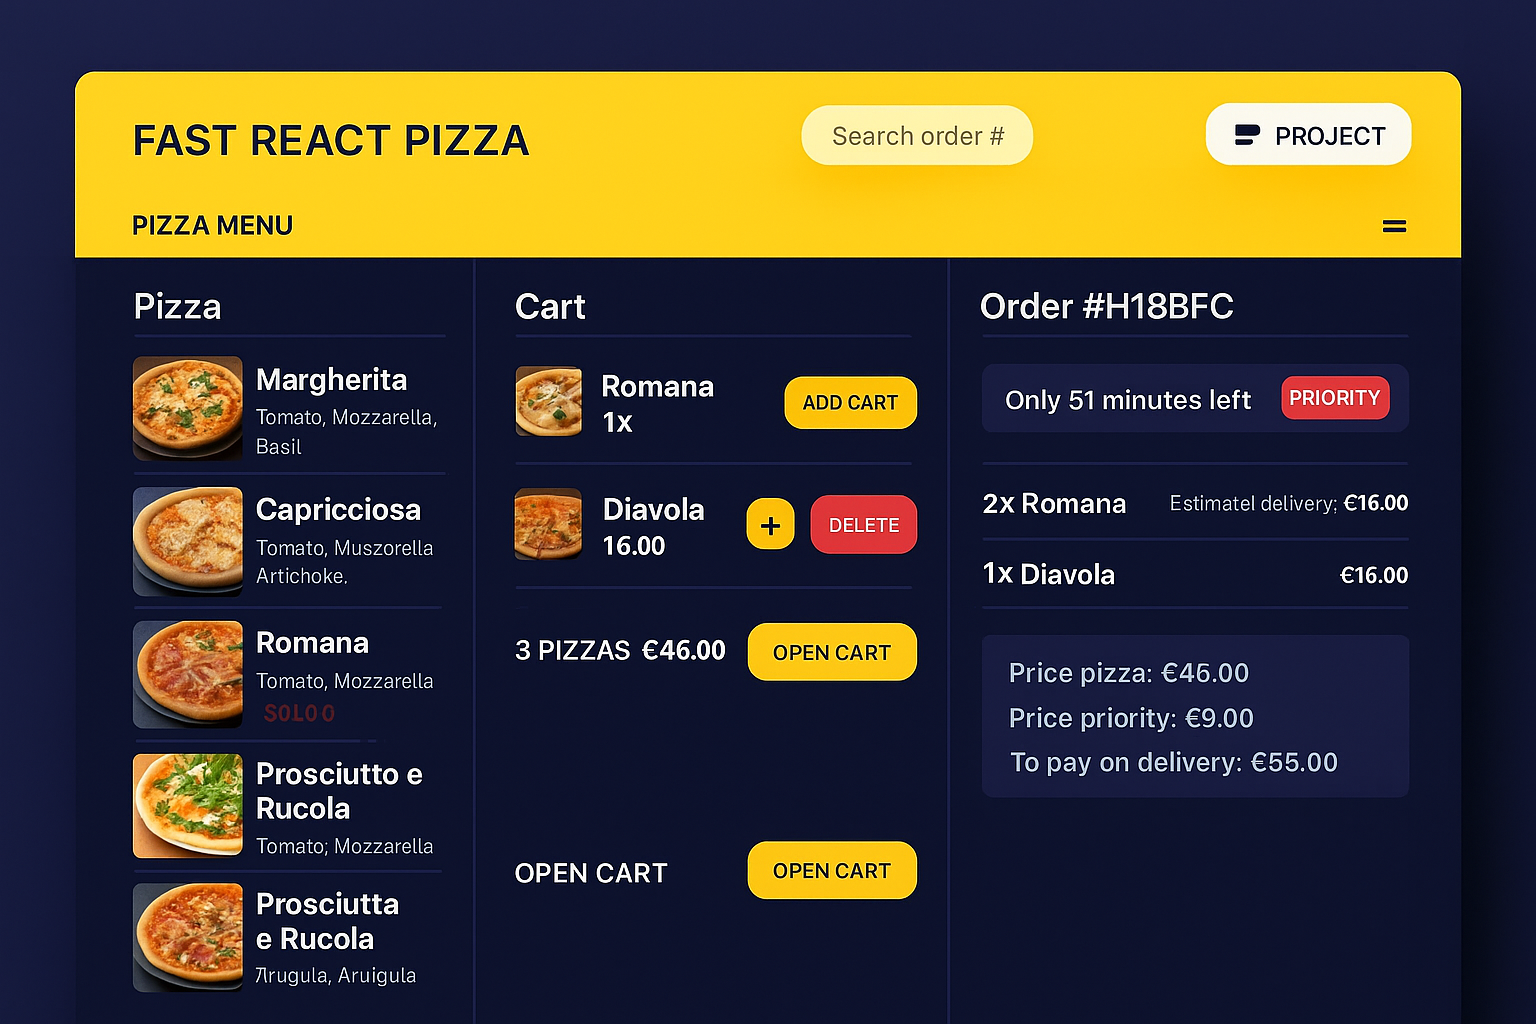 FAST REACT PIZZA
Search order #
PROJECT
PIZZA MENU
Pizza
Margherita
Tomato, Mozzarella,
Basil
Capricciosa
Tomato, Muszorella
Artichoke.
Romana
Tomato, Mozzarella
Prosciutto e
Rucola
Tomato; Mozzarella
Prosciutta
e Rucola
Arugula, Aruigula
Cart
Romana
1x
ADD CART
Diavola
16.00
+
DELETE
3 PIZZAS €46.00
OPEN CART
OPEN CART
OPEN CART
Order #H18BFC
Only 51 minutes left
PRIORITY
2x Romana
Estimatel delivery; €16.00
1x Diavola
€16.00
Price pizza: €46.00
Price priority: €9.00
To pay on delivery: €55.00